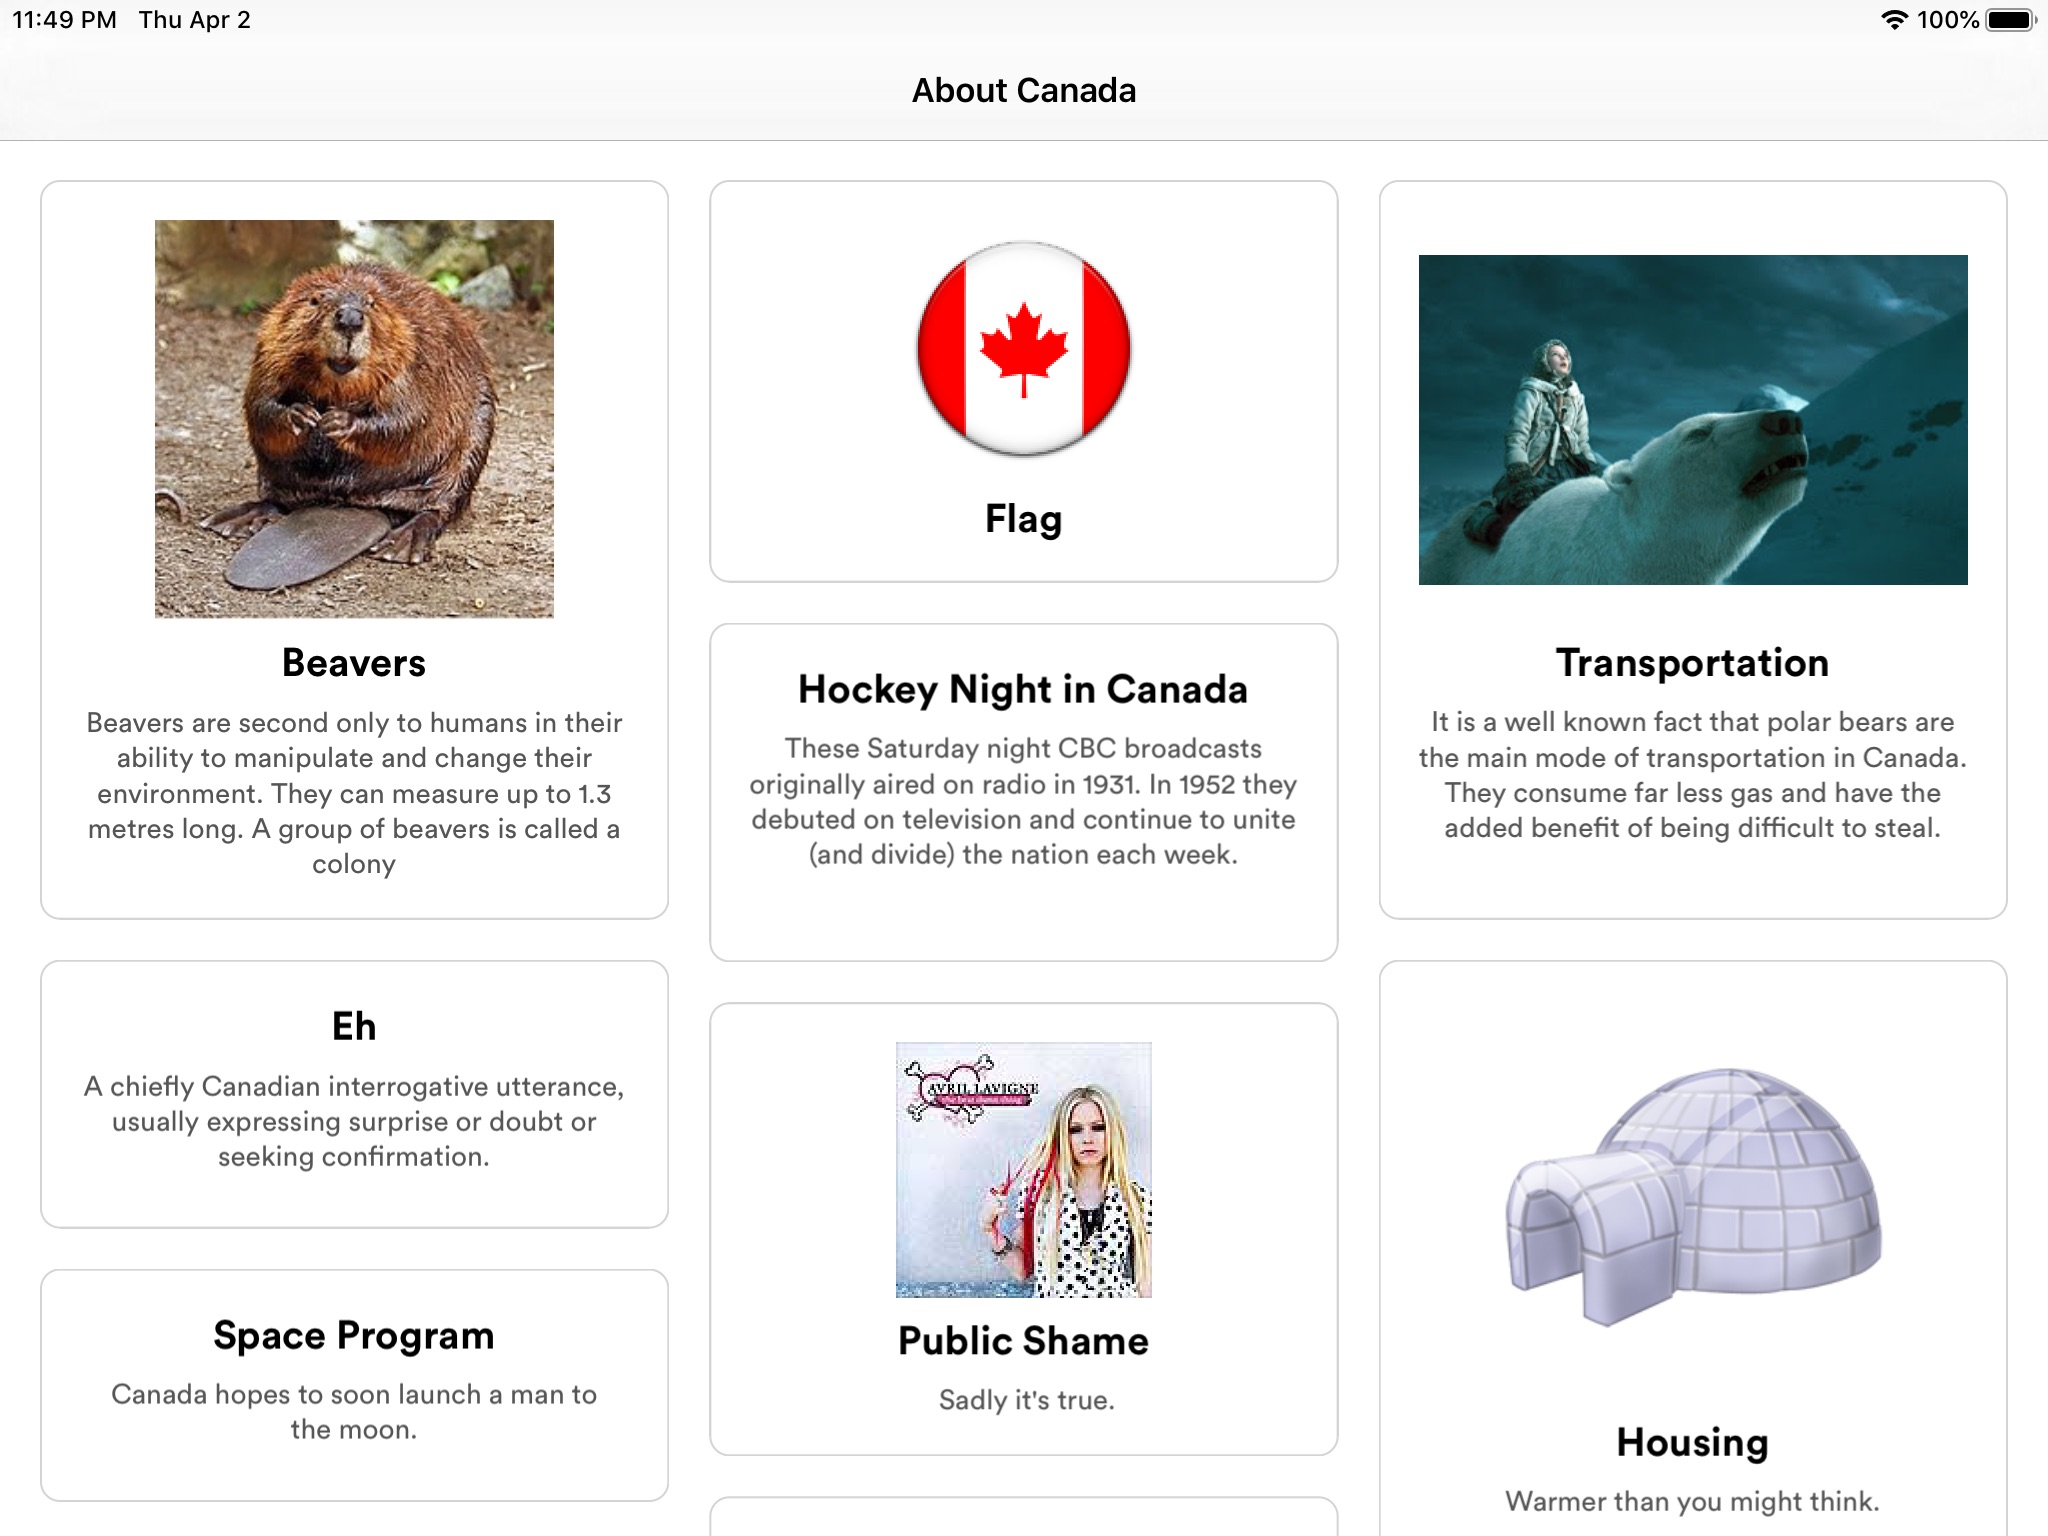 11:49 PM Thu Apr 2
100%
About Canada
Beavers
Beavers are second only to humans in their
ability to manipulate and change their
environment. They can measure up to 1.3
metres long. A group of beavers is called a
colony
Eh
A chiefly Canadian interrogative utterance,
usually expressing surprise or doubt or
seeking confirmation.
Space Program
Canada hopes to soon launch a man to
the moon.
Flag
Hockey Night in Canada
These Saturday night CBC broadcasts
originally aired on radio in 1931. In 1952 they
debuted on television and continue to unite
(and divide) the nation each week.
AVRIL LAVIGNE
Public Shame
Sadly it's true.
Transportation
It is a well known fact that polar bears are
the main mode of transportation in Canada.
They consume far less gas and have the
added benefit of being difficult to steal.
Housing
Warmer than you might think.